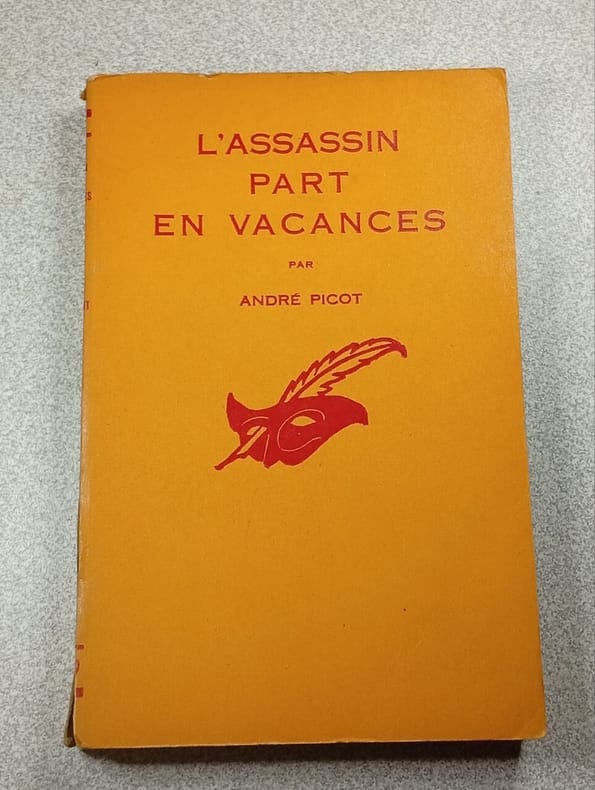 L'ASSASSIN
PART
EN VACANCES
PAR
ANDRÉ PICOT